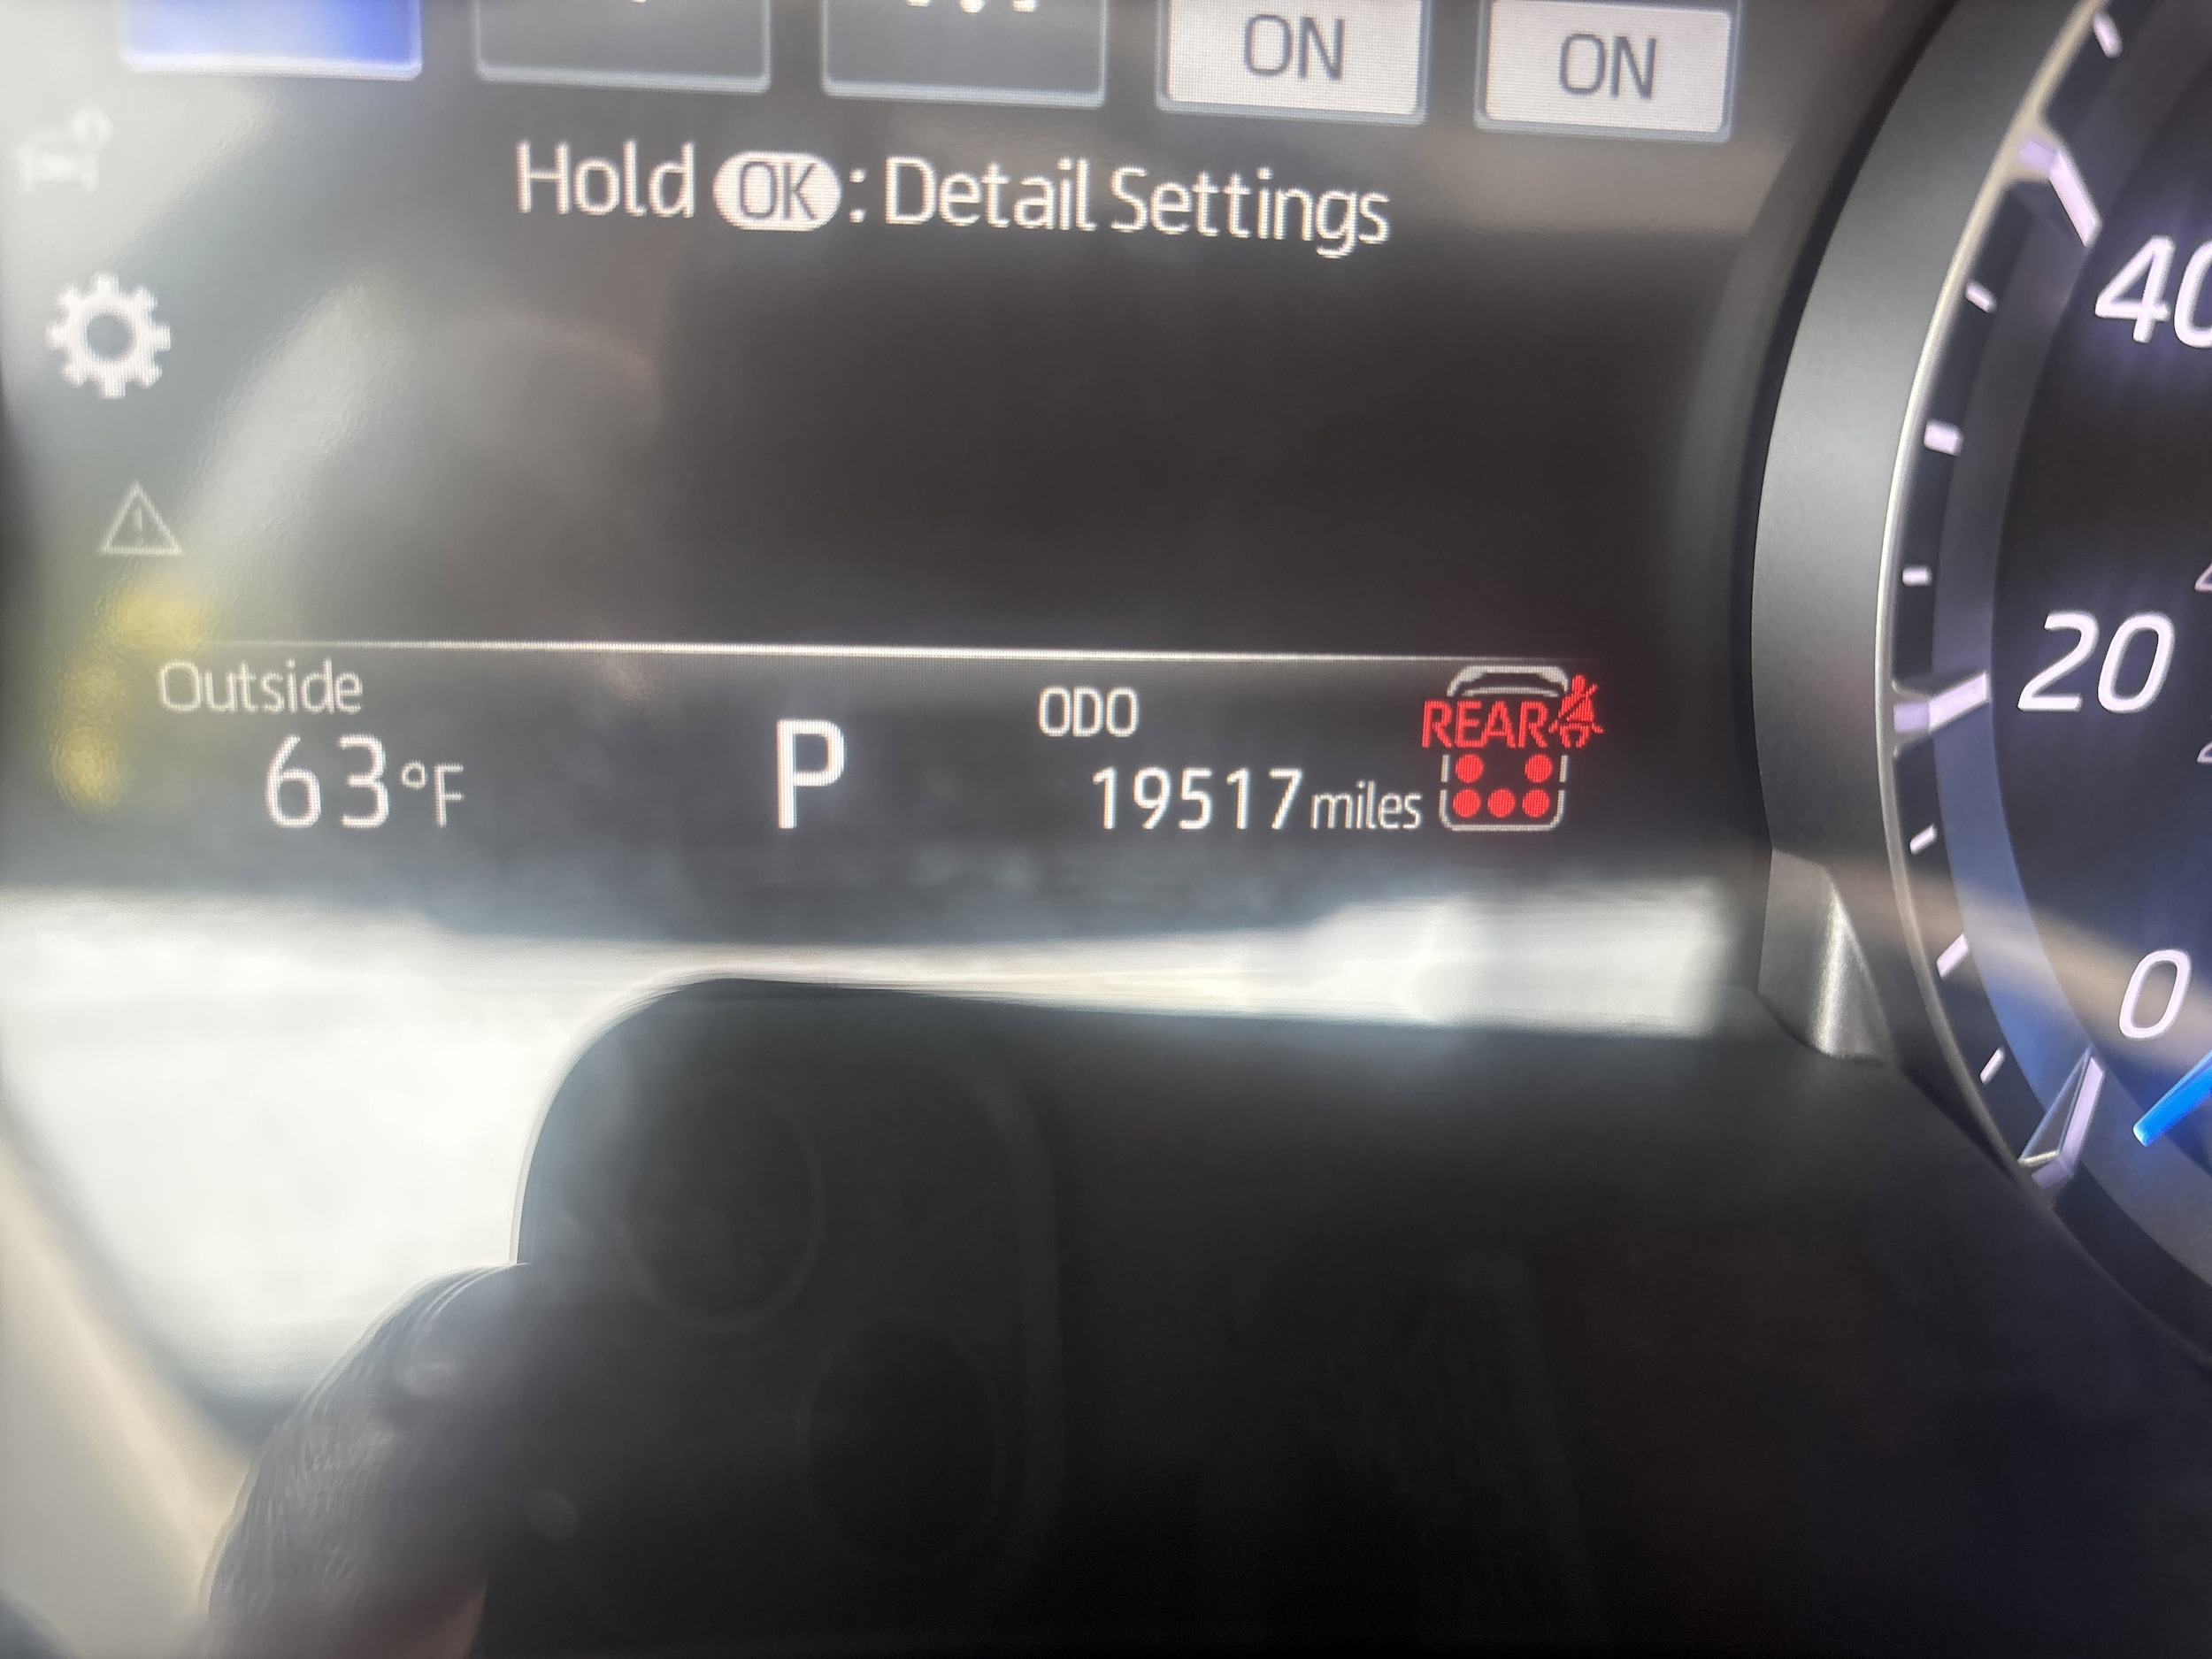 ON
ON
Hold OK : Detail Settings
40
20
0
Outside
63°F
P
ODO
19517 miles
REAR